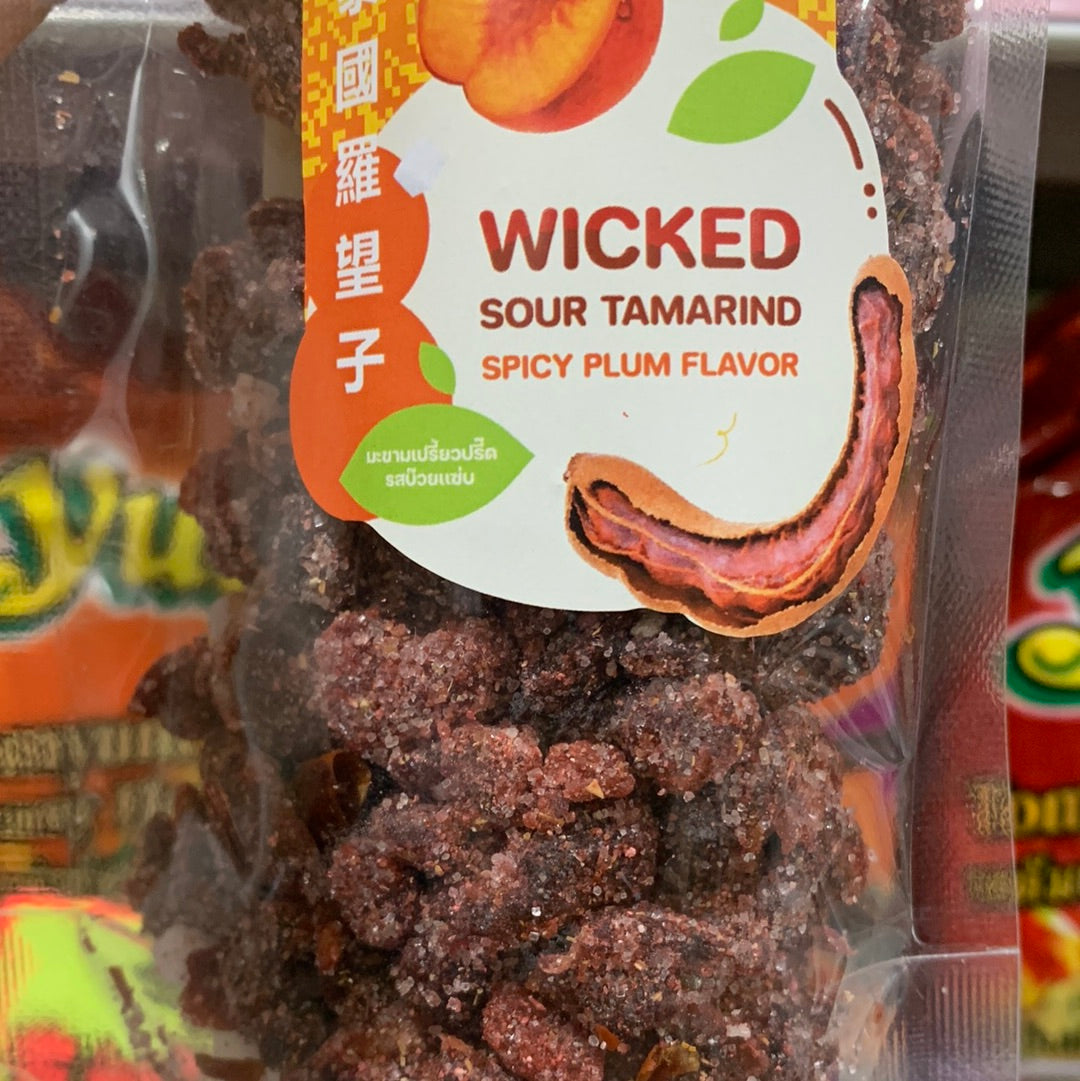 泰國羅望子
WICKED
SOUR TAMARIND
SPICY PLUM FLAVOR
มะขามเปรี้ยวปรี๊ด
รสบ๊วยแซ่บ